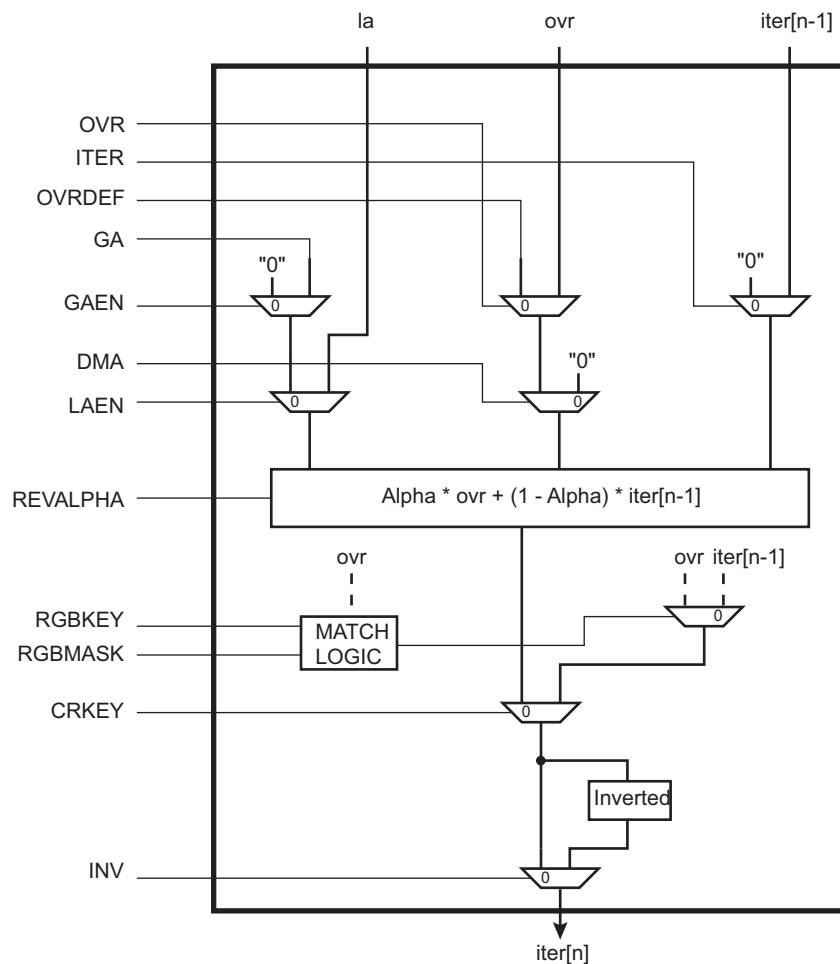 la
ovr
iter[n-1]
OVR
ITER
OVRDEF
GA
"0"
"0"
GAEN
0
0
0
DMA
"0"
LAEN
0
0
REVALPHA
Alpha * ovr + (1 - Alpha) * iter[n-1]
ovr
ovr
iter[n-1]
RGBKEY
0
MATCH
LOGIC
RGBMASK
CRKEY
0
Inverted
INV
0
iter[n]